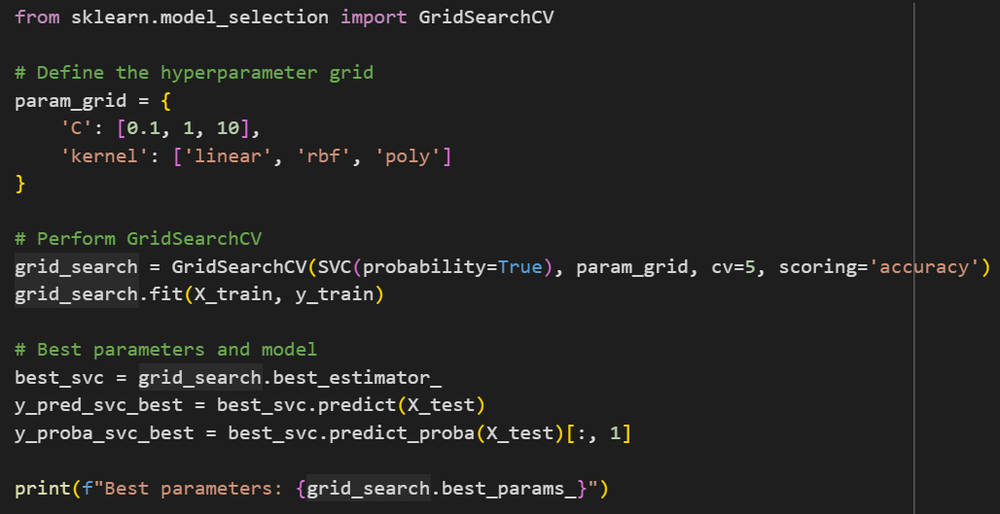 from sklearn.model_selection import GridSearchCV
# Define the hyperparameter grid
param_grid = {
    'C': [0.1, 1, 10],
    'kernel': ['linear', 'rbf', 'poly']
}
# Perform GridSearchCV
grid_search = GridSearchCV(SVC(probability=True), param_grid, cv=5, scoring='accuracy')
grid_search.fit(X_train, y_train)
# Best parameters and model
best_svc = grid_search.best_estimator_
y_pred_svc_best = best_svc.predict(X_test)
y_proba_svc_best = best_svc.predict_proba(X_test)[:, 1]
print(f"Best parameters: {grid_search.best_params_}")